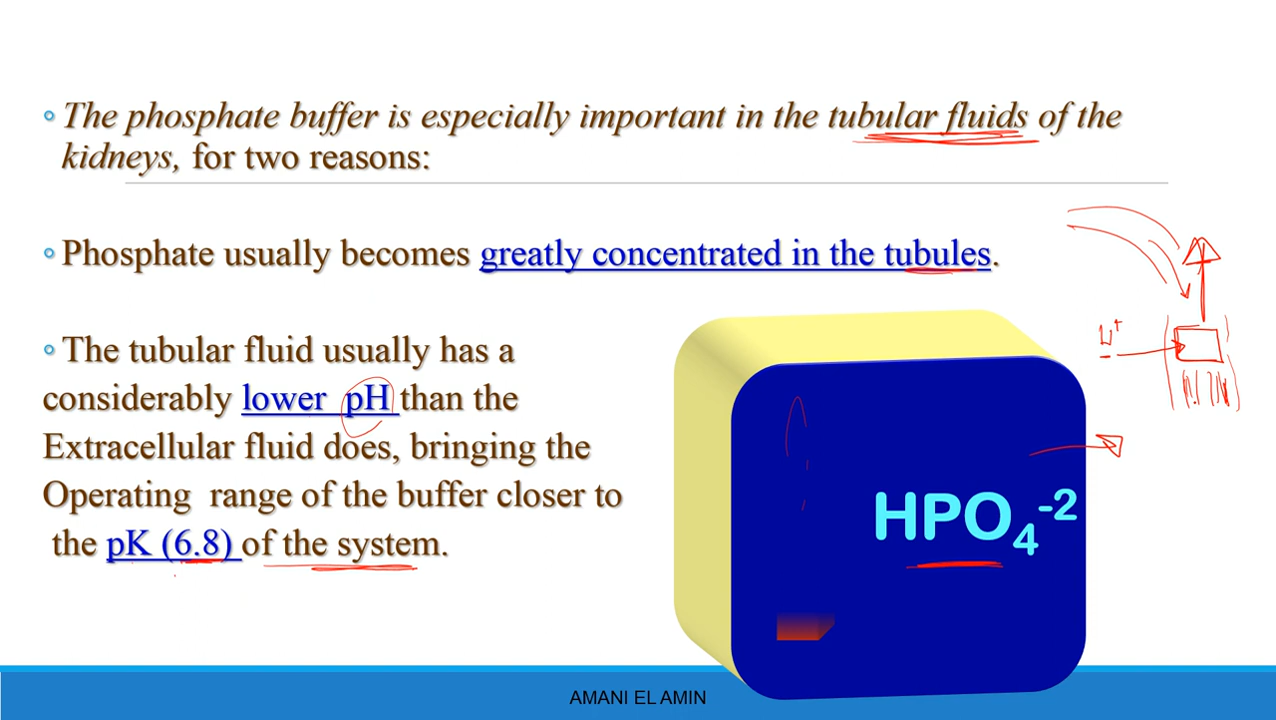 The phosphate buffer is especially important in the tubular fluids of the
kidneys, for two reasons:
Phosphate usually becomes greatly concentrated in the tubules.
The tubular fluid usually has a
considerably lower pH than the
Extracellular fluid does, bringing the
Operating range of the buffer closer to
the pK (6.8) of the system.
H+
HPO4-2
AMANI EL AMIN